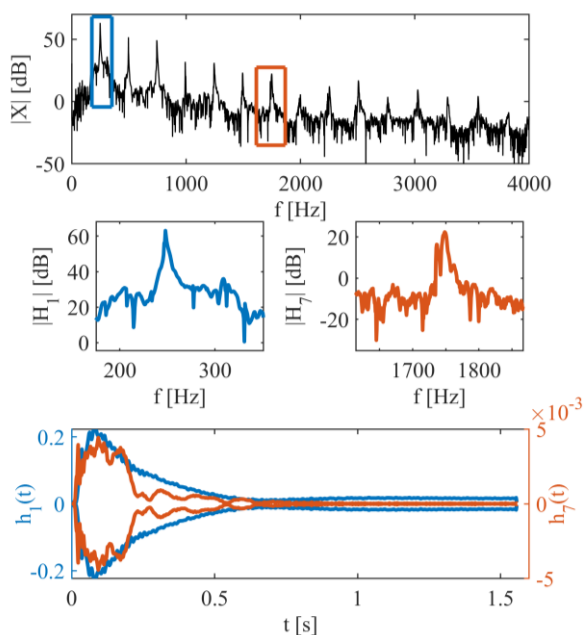 50
0
-50
|X| [dB]
0 1000 2000 3000 4000
f [Hz]
60
40
20
0
|H₁| [dB]
200 300
f [Hz]
20
0
-20
|H₇| [dB]
1700 1800
f [Hz]
×10⁻³
0.2
0
-0.2
h₁(t)
5
0
-5
h₇(t)
0 0.5 1 1.5
t [s]